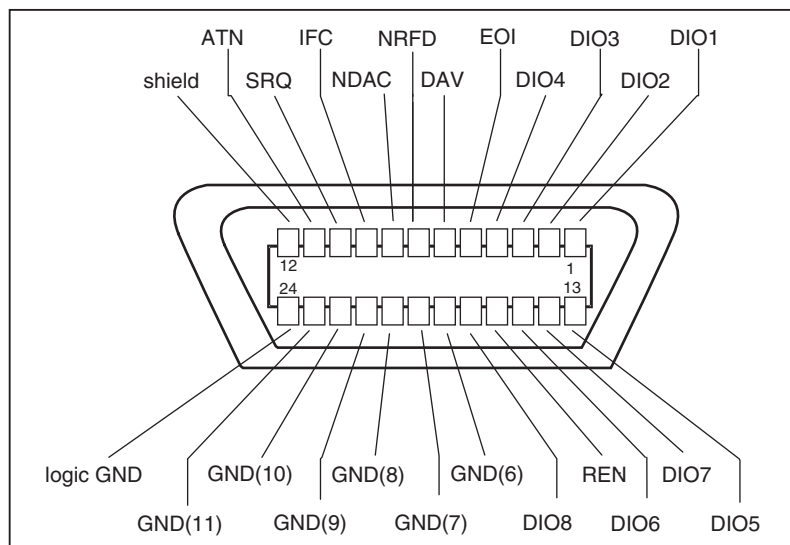 ATN IFC NRFD EOI DIO3 DIO1
shield SRQ NDAC DAV DIO4 DIO2
12 1
24 13
logic GND GND(10) GND(8) GND(6) REN DIO7
GND(11) GND(9) GND(7) DIO8 DIO6 DIO5